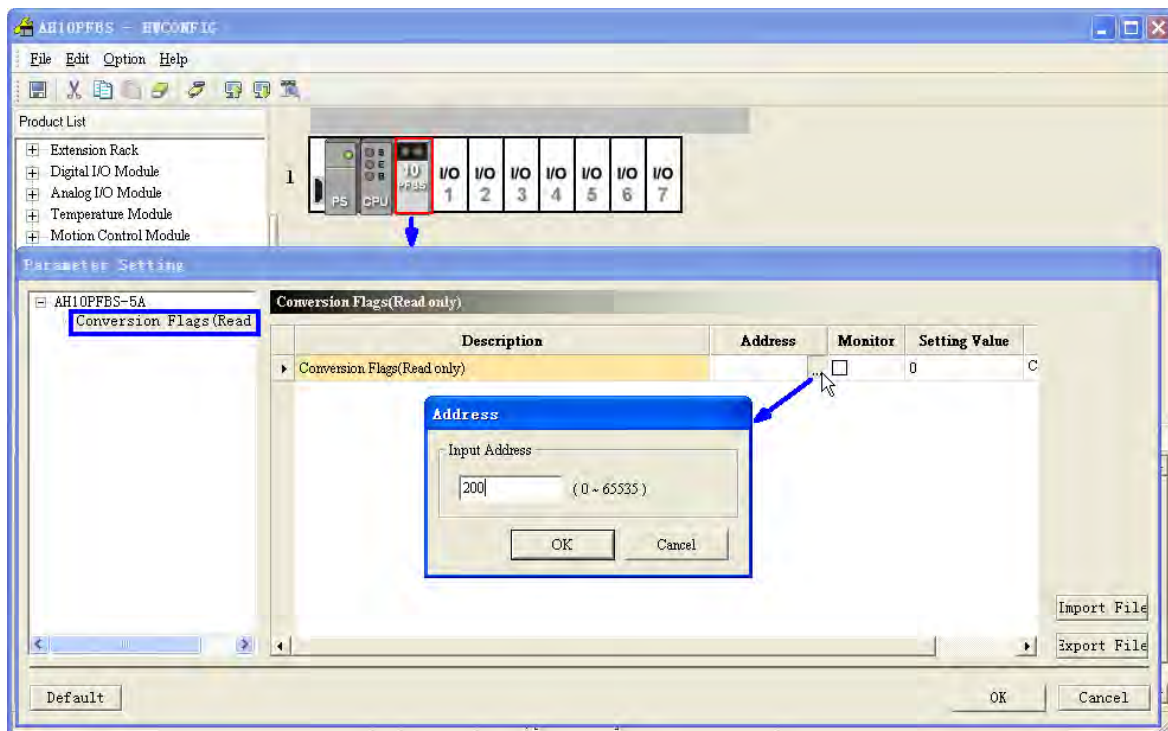 AH10PFBS - HWCONFIG
File Edit Option Help
Product List
Extension Rack
Digital I/O Module
Analog I/O Module
Temperature Module
Motion Control Module
1
PS
CPU
10
PFBS
I/O 1
I/O 2
I/O 3
I/O 4
I/O 5
I/O 6
I/O 7
Parameter Setting
AH10PFBS-5A
Conversion Flags(Read
Conversion Flags(Read only)
Description Address Monitor Setting Value
Conversion Flags(Read only) ... 0 C
Address
Input Address
200 ( 0 ~ 65535 )
OK Cancel
Import File
Export File
Default OK Cancel